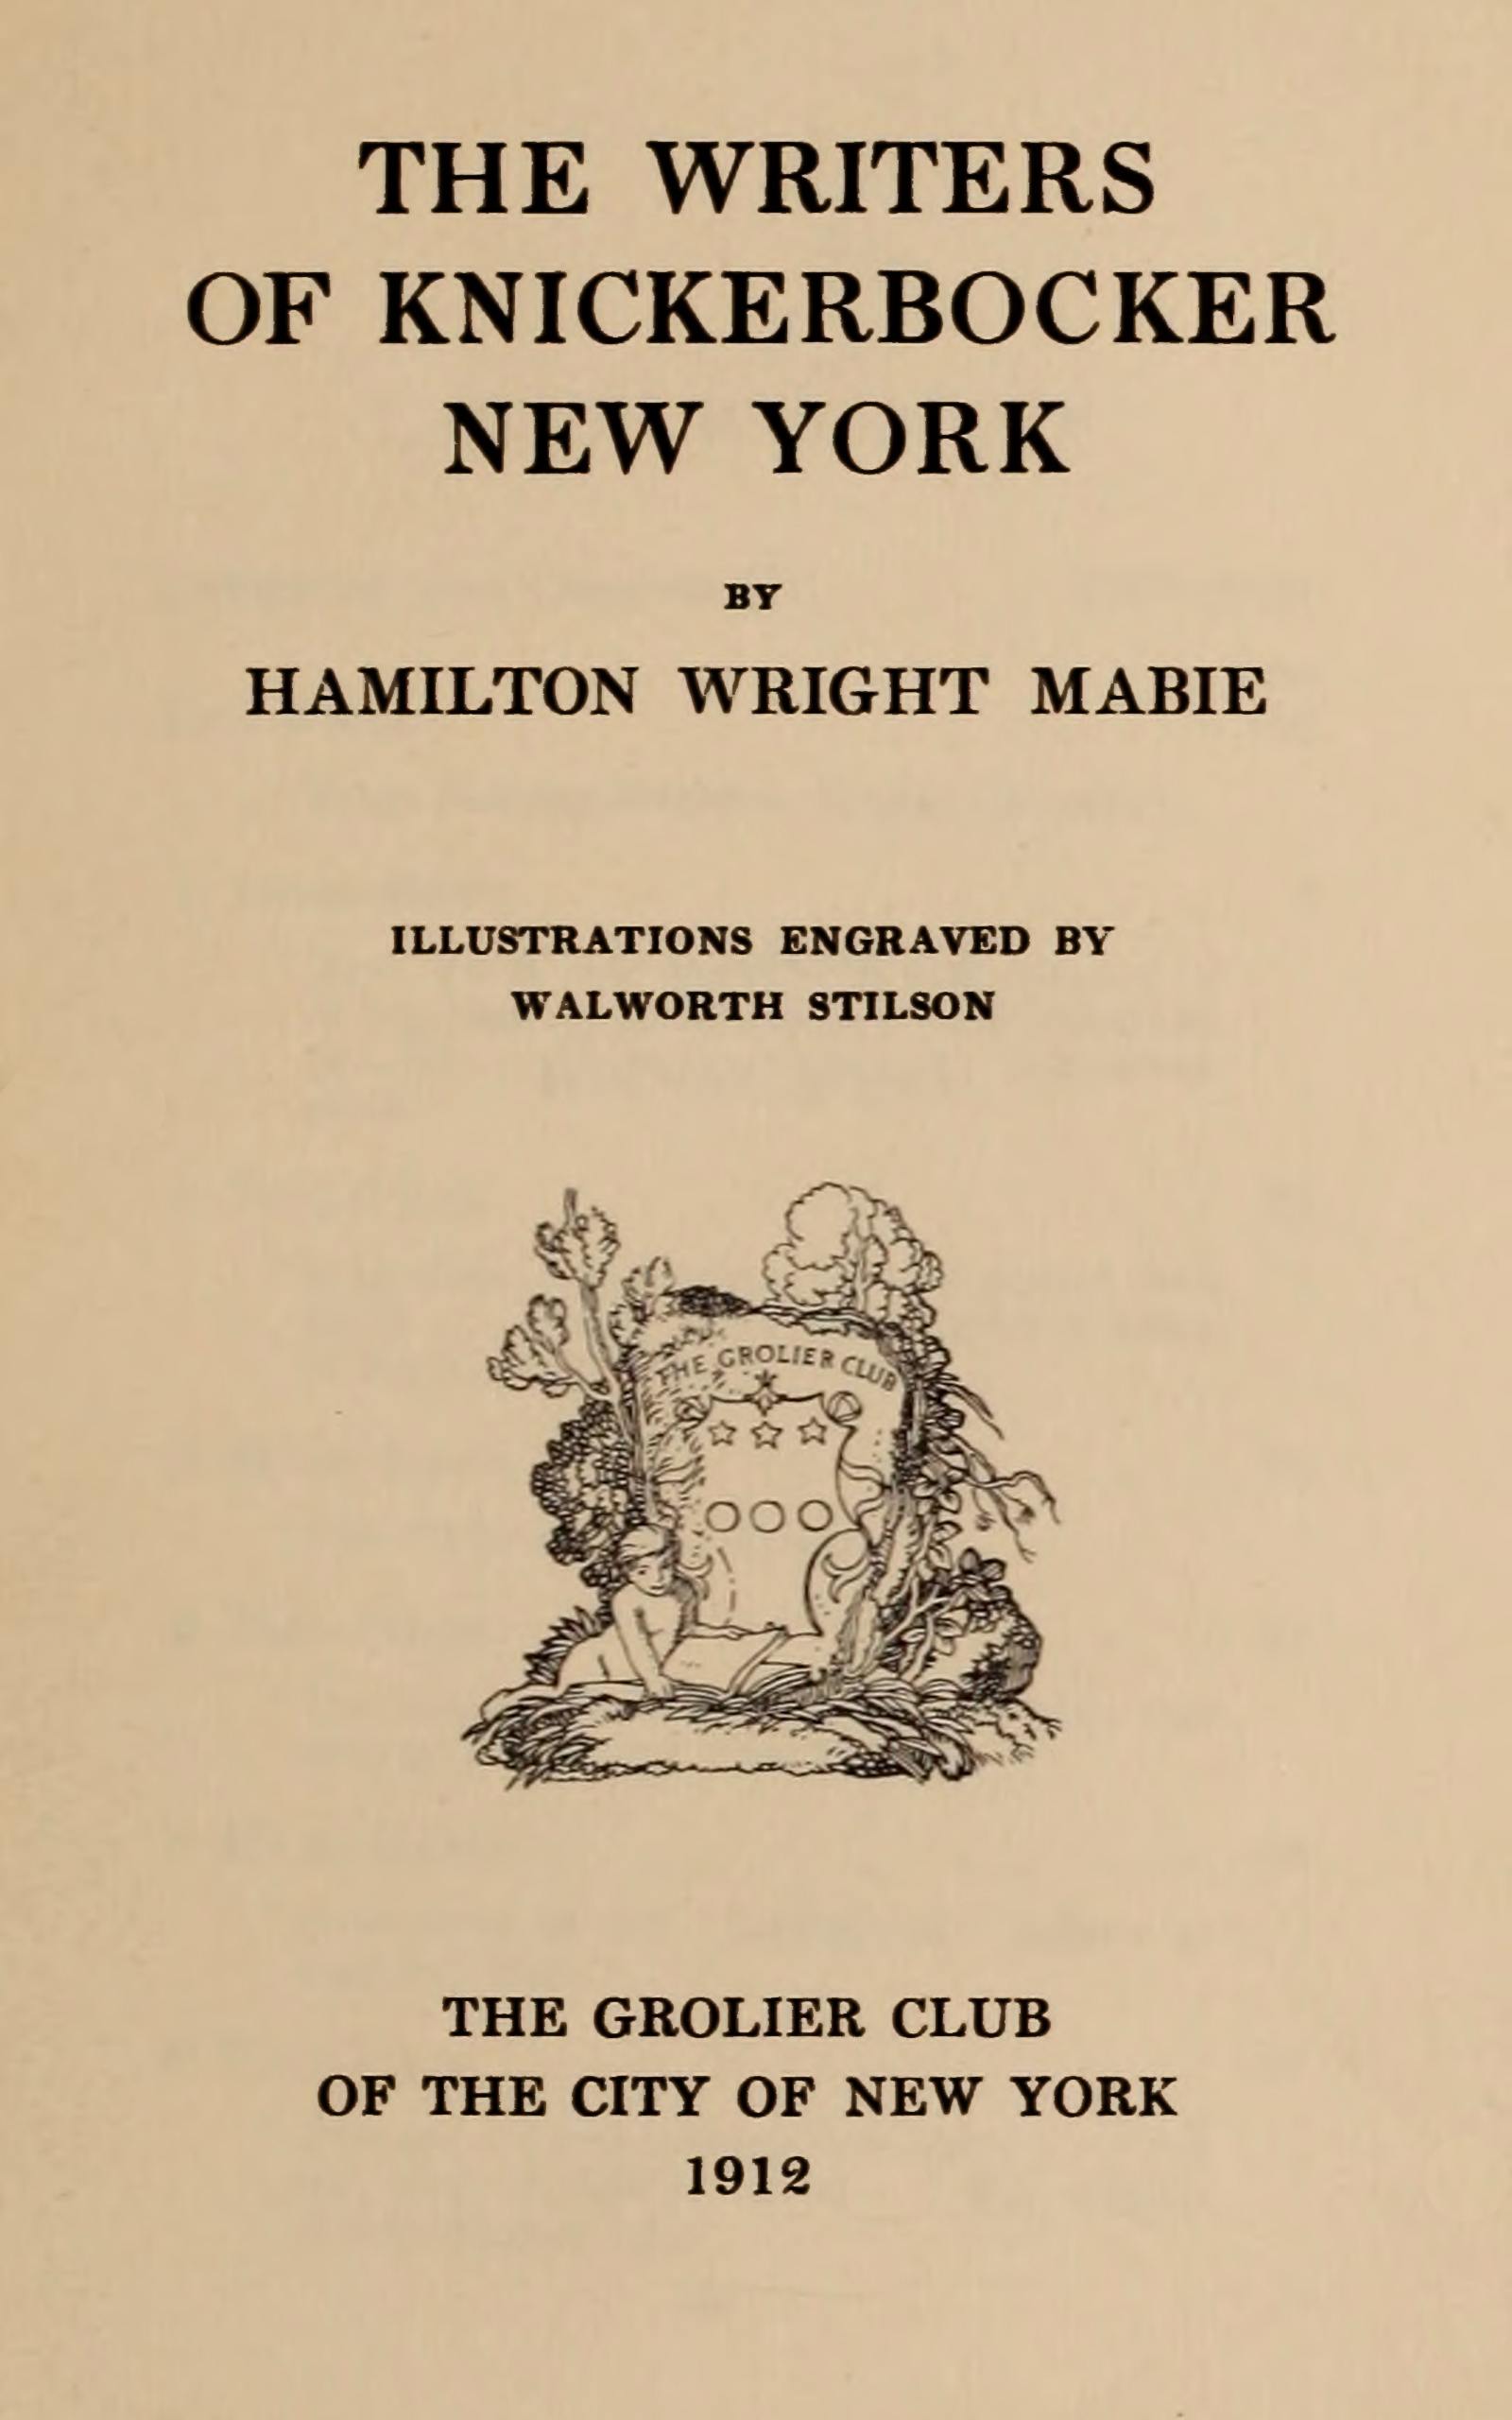 THE WRITERS
OF KNICKERBOCKER
NEW YORK
BY
HAMILTON WRIGHT MABIE
ILLUSTRATIONS ENGRAVED BY
WALWORTH STILSON
THE GROLIER CLUB
THE GROLIER CLUB
OF THE CITY OF NEW YORK
1912